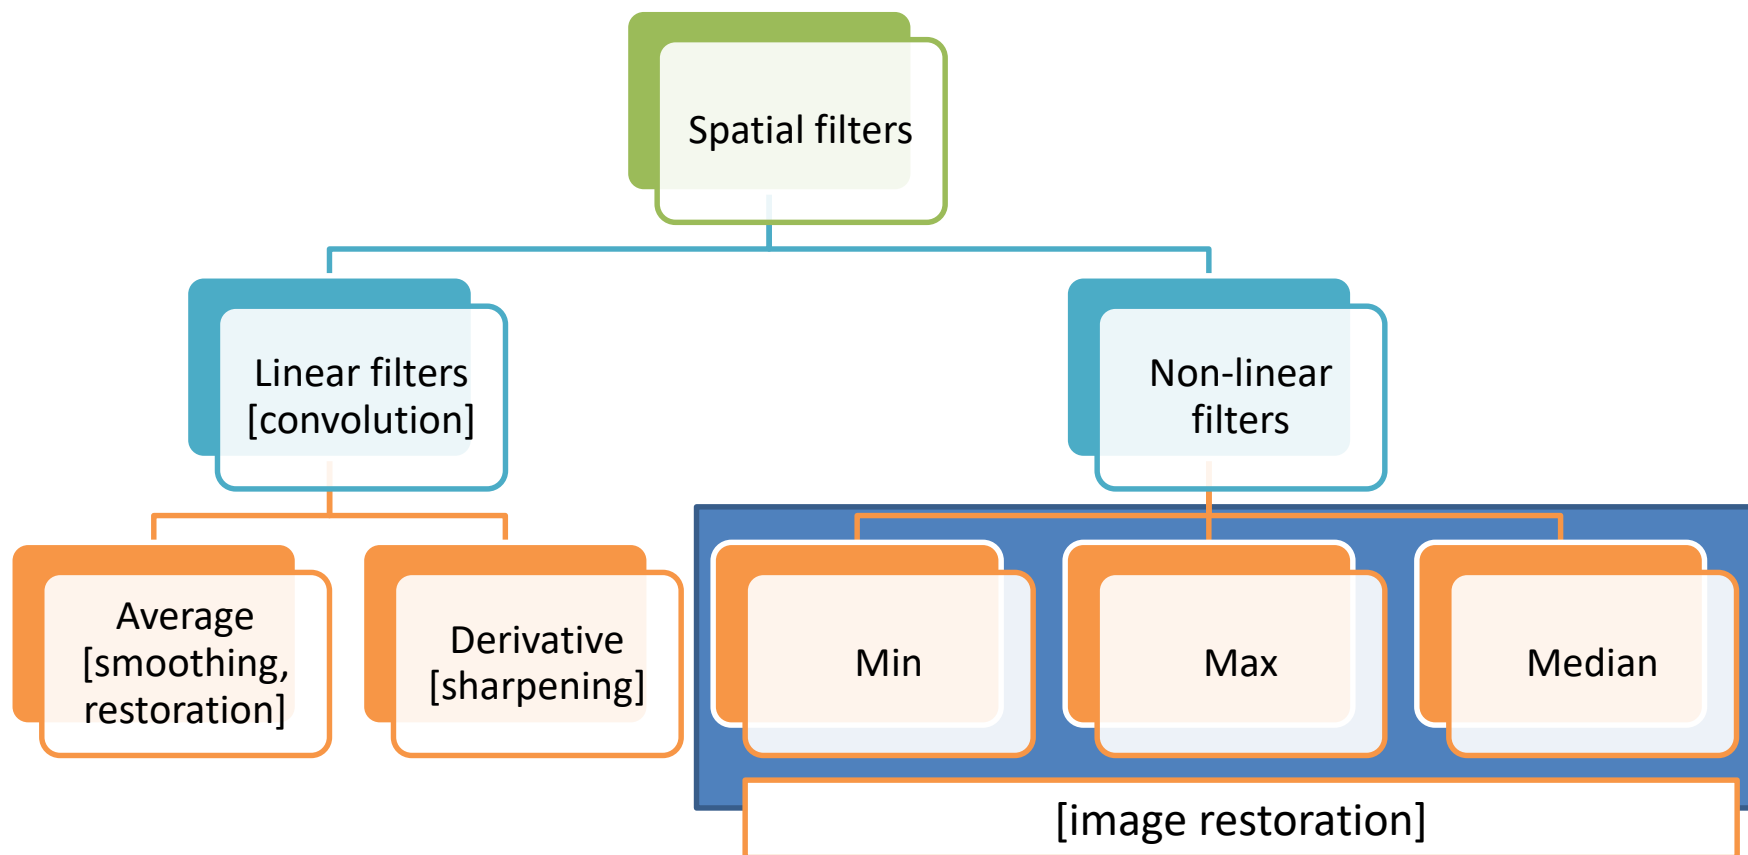 Spatial filters
Linear filters
[convolution]
Non-linear
filters
Average
[smoothing,
restoration]
Derivative
[sharpening]
Min
Max
Median
[image restoration]